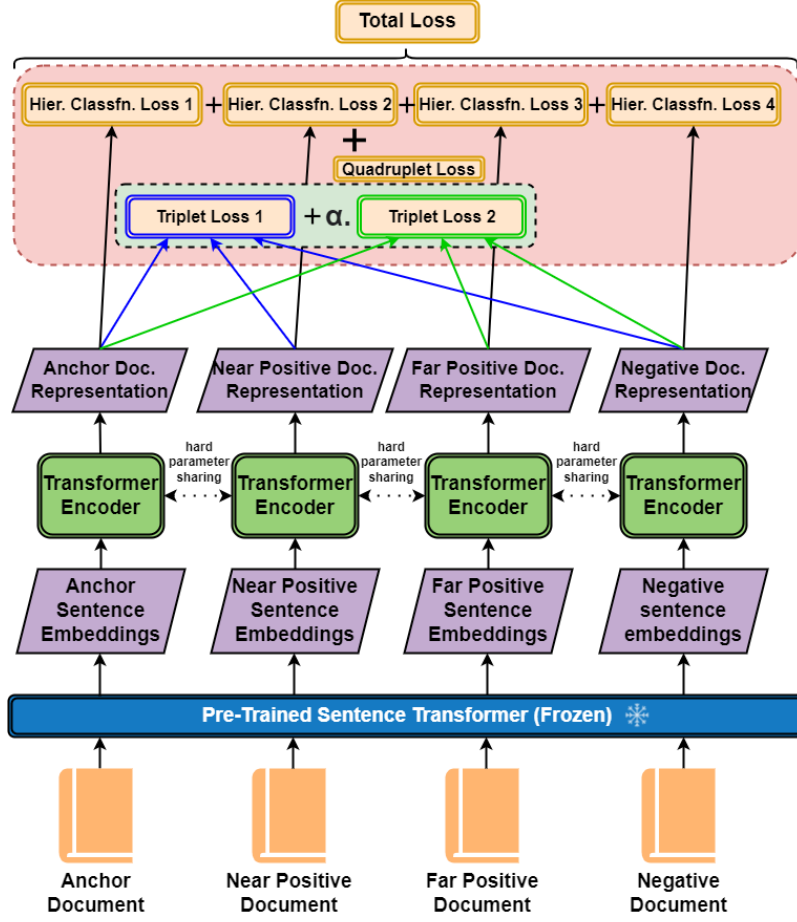 Total Loss
Hier. Classfn. Loss 1 + Hier. Classfn. Loss 2 + Hier. Classfn. Loss 3 + Hier. Classfn. Loss 4
+
Quadruplet Loss
Triplet Loss 1 + α. Triplet Loss 2
Anchor Doc.
Representation
Near Positive Doc.
Representation
Far Positive Doc.
Representation
Negative Doc.
Representation
Transformer
Encoder
hard
parameter
sharing
Transformer
Encoder
hard
parameter
sharing
Transformer
Encoder
hard
parameter
sharing
Transformer
Encoder
Anchor
Sentence
Embeddings
Near Positive
Sentence
Embeddings
Far Positive
Sentence
Embeddings
Negative
sentence
embeddings
Pre-Trained Sentence Transformer (Frozen)
Anchor
Document
Near Positive
Document
Far Positive
Document
Negative
Document